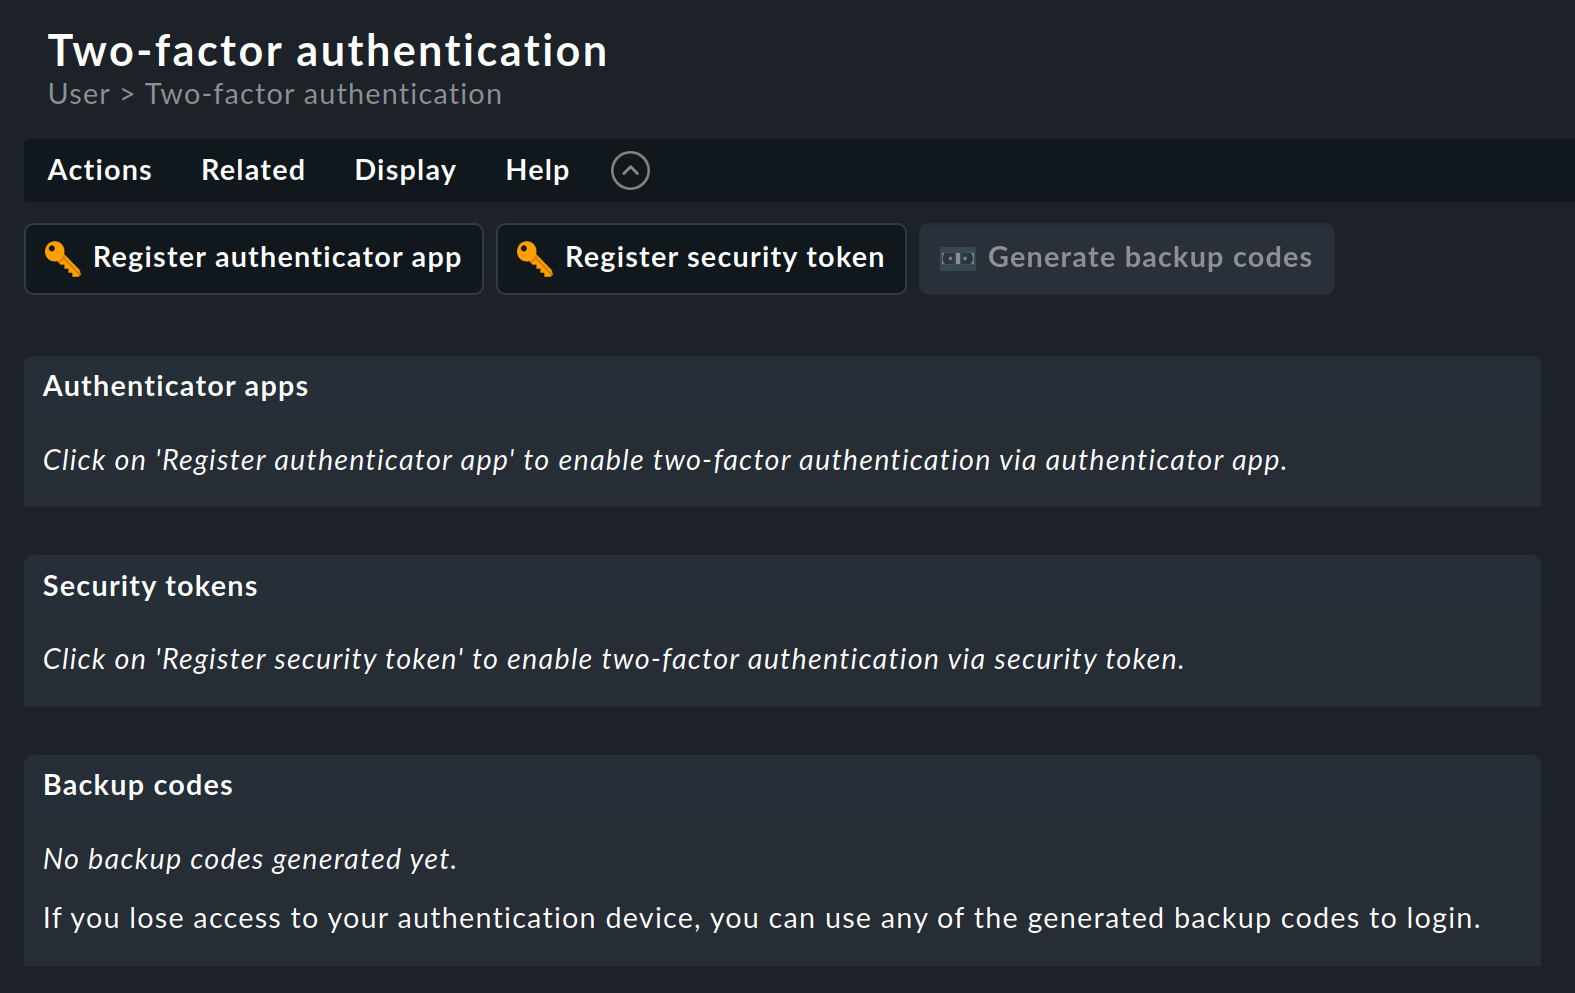 Two-factor authentication
User > Two-factor authentication
Actions Related Display Help
Register authenticator app Register security token Generate backup codes
Authenticator apps
Click on 'Register authenticator app' to enable two-factor authentication via authenticator app.
Security tokens
Click on 'Register security token' to enable two-factor authentication via security token.
Backup codes
No backup codes generated yet.
If you lose access to your authentication device, you can use any of the generated backup codes to login.